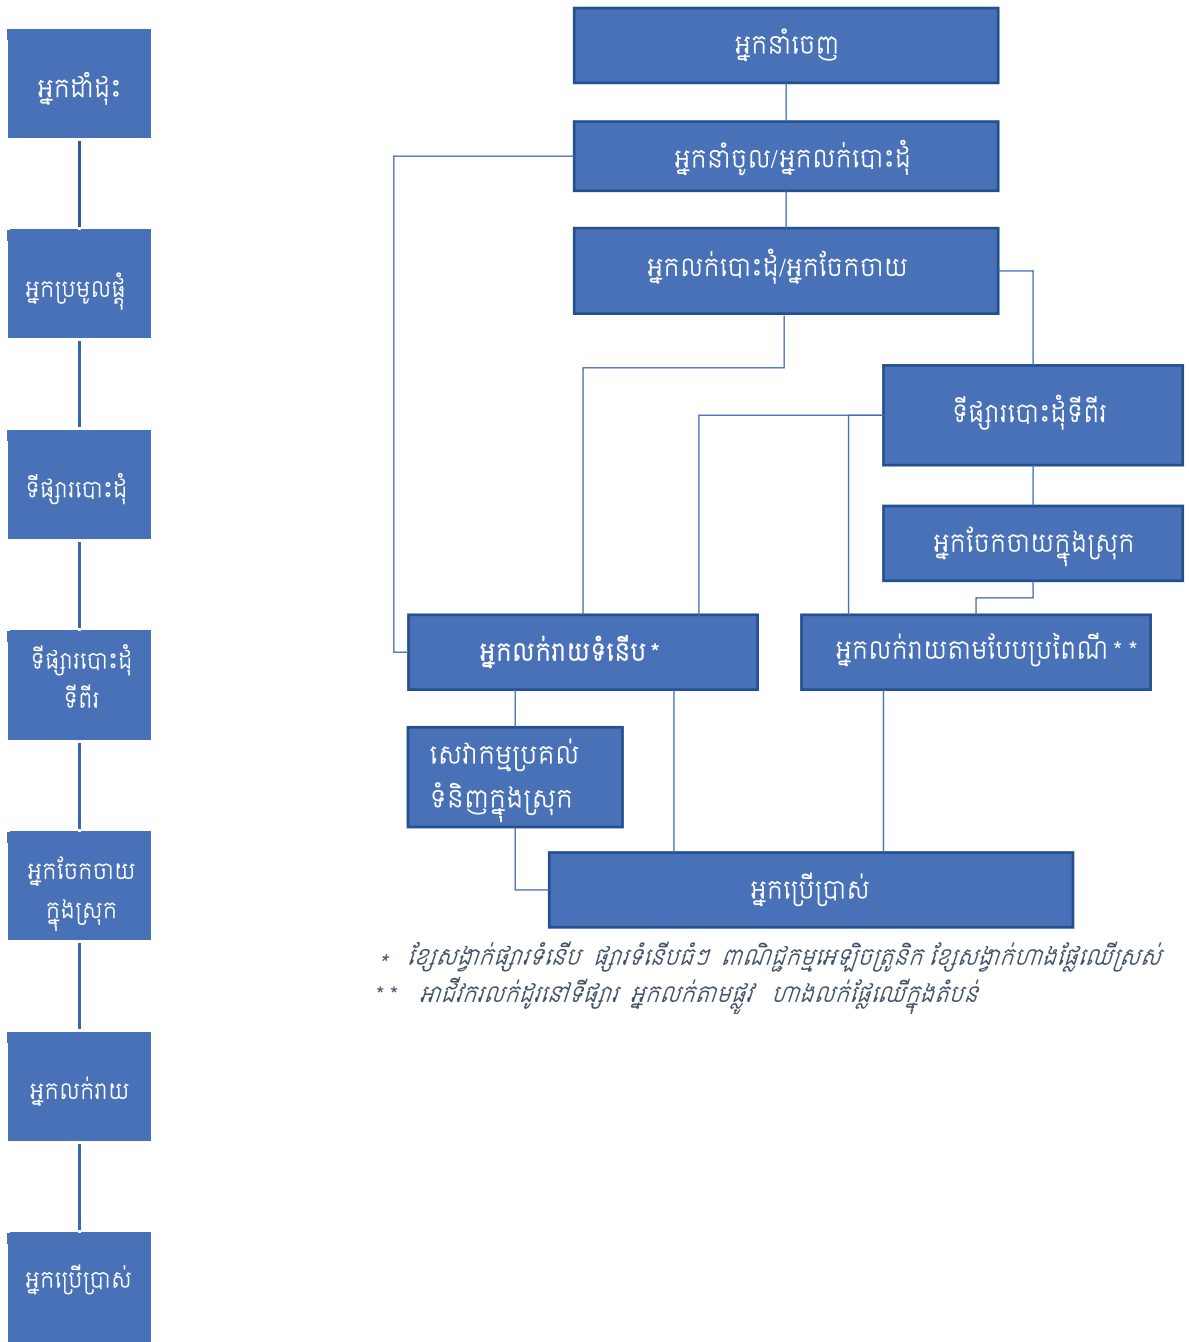 អ្នកដាំដុះ
អ្នកប្រមូលផ្តុំ
ទីផ្សារបោះដុំ
ទីផ្សារបោះដុំ
ទីពីរ
អ្នកចែកចាយ
ក្នុងស្រុក
អ្នកលក់រាយ
អ្នកប្រើប្រាស់
អ្នកនាំចេញ
អ្នកនាំចូល/អ្នកលក់បោះដុំ
អ្នកលក់បោះដុំ/អ្នកចែកចាយ
ទីផ្សារបោះដុំទីពីរ
អ្នកចែកចាយក្នុងស្រុក
អ្នកលក់រាយទំនើប *
អ្នកលក់រាយតាមបែបប្រពៃណី * *
សេវាកម្មប្រគល់
ទំនិញក្នុងស្រុក
អ្នកប្រើប្រាស់
* ខ្សែសង្វាក់ផ្សារទំនើប ផ្សារទំនើបធំៗ ពាណិជ្ជកម្មអេឡិចត្រូនិក ខ្សែសង្វាក់ហាងផ្លែឈើស្រស់
* * អាជីវករលក់ដូរនៅទីផ្សារ អ្នកលក់តាមផ្លូវ ហាងលក់ផ្លែឈើក្នុងតំបន់